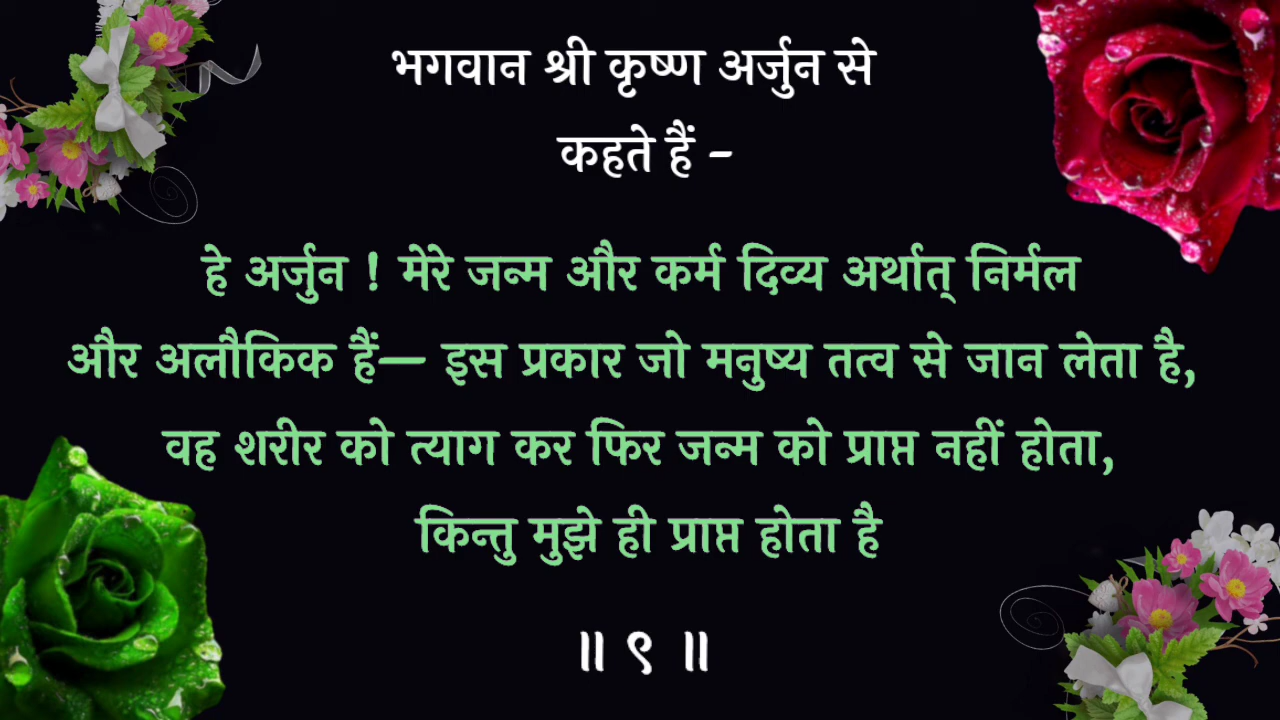 भगवान श्री कृष्ण अर्जुन से
कहते हैं -
हे अर्जुन ! मेरे जन्म और कर्म दिव्य अर्थात् निर्मल
और अलौकिक हैं— इस प्रकार जो मनुष्य तत्व से जान लेता है,
वह शरीर को त्याग कर फिर जन्म को प्राप्त नहीं होता,
किन्तु मुझे ही प्राप्त होता है
॥ ९ ॥